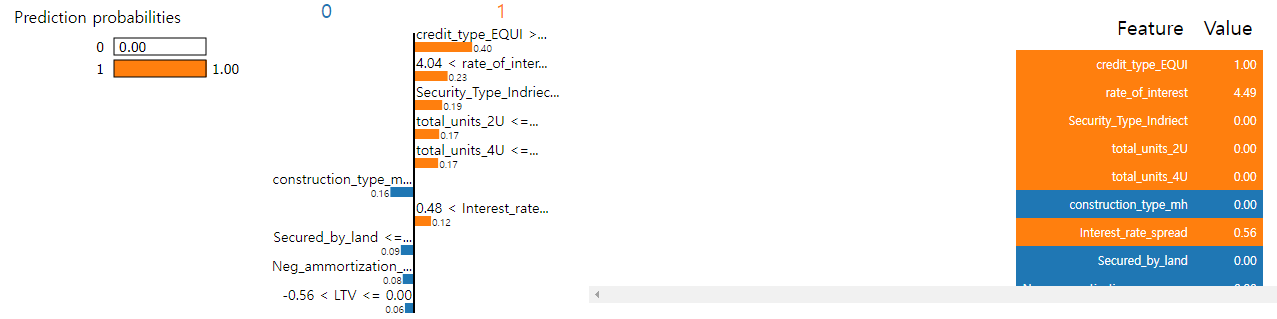 Prediction probabilities
0 0.00
1 1.00
0 1
credit_type_EQUI >...
0.40
4.04 < rate_of_inter...
0.23
Security_Type_Indriec...
0.19
total_units_2U <=...
0.17
total_units_4U <=...
0.17
construction_type_m...
0.16
0.48 < Interest_rate...
0.12
Secured_by_land <=...
0.09
Neg_ammortization_...
0.08
-0.56 < LTV <= 0.00
0.06
Feature Value
credit_type_EQUI 1.00
rate_of_interest 4.49
Security_Type_Indriect 0.00
total_units_2U 0.00
total_units_4U 0.00
construction_type_mh 0.00
Interest_rate_spread 0.56
Secured_by_land 0.00